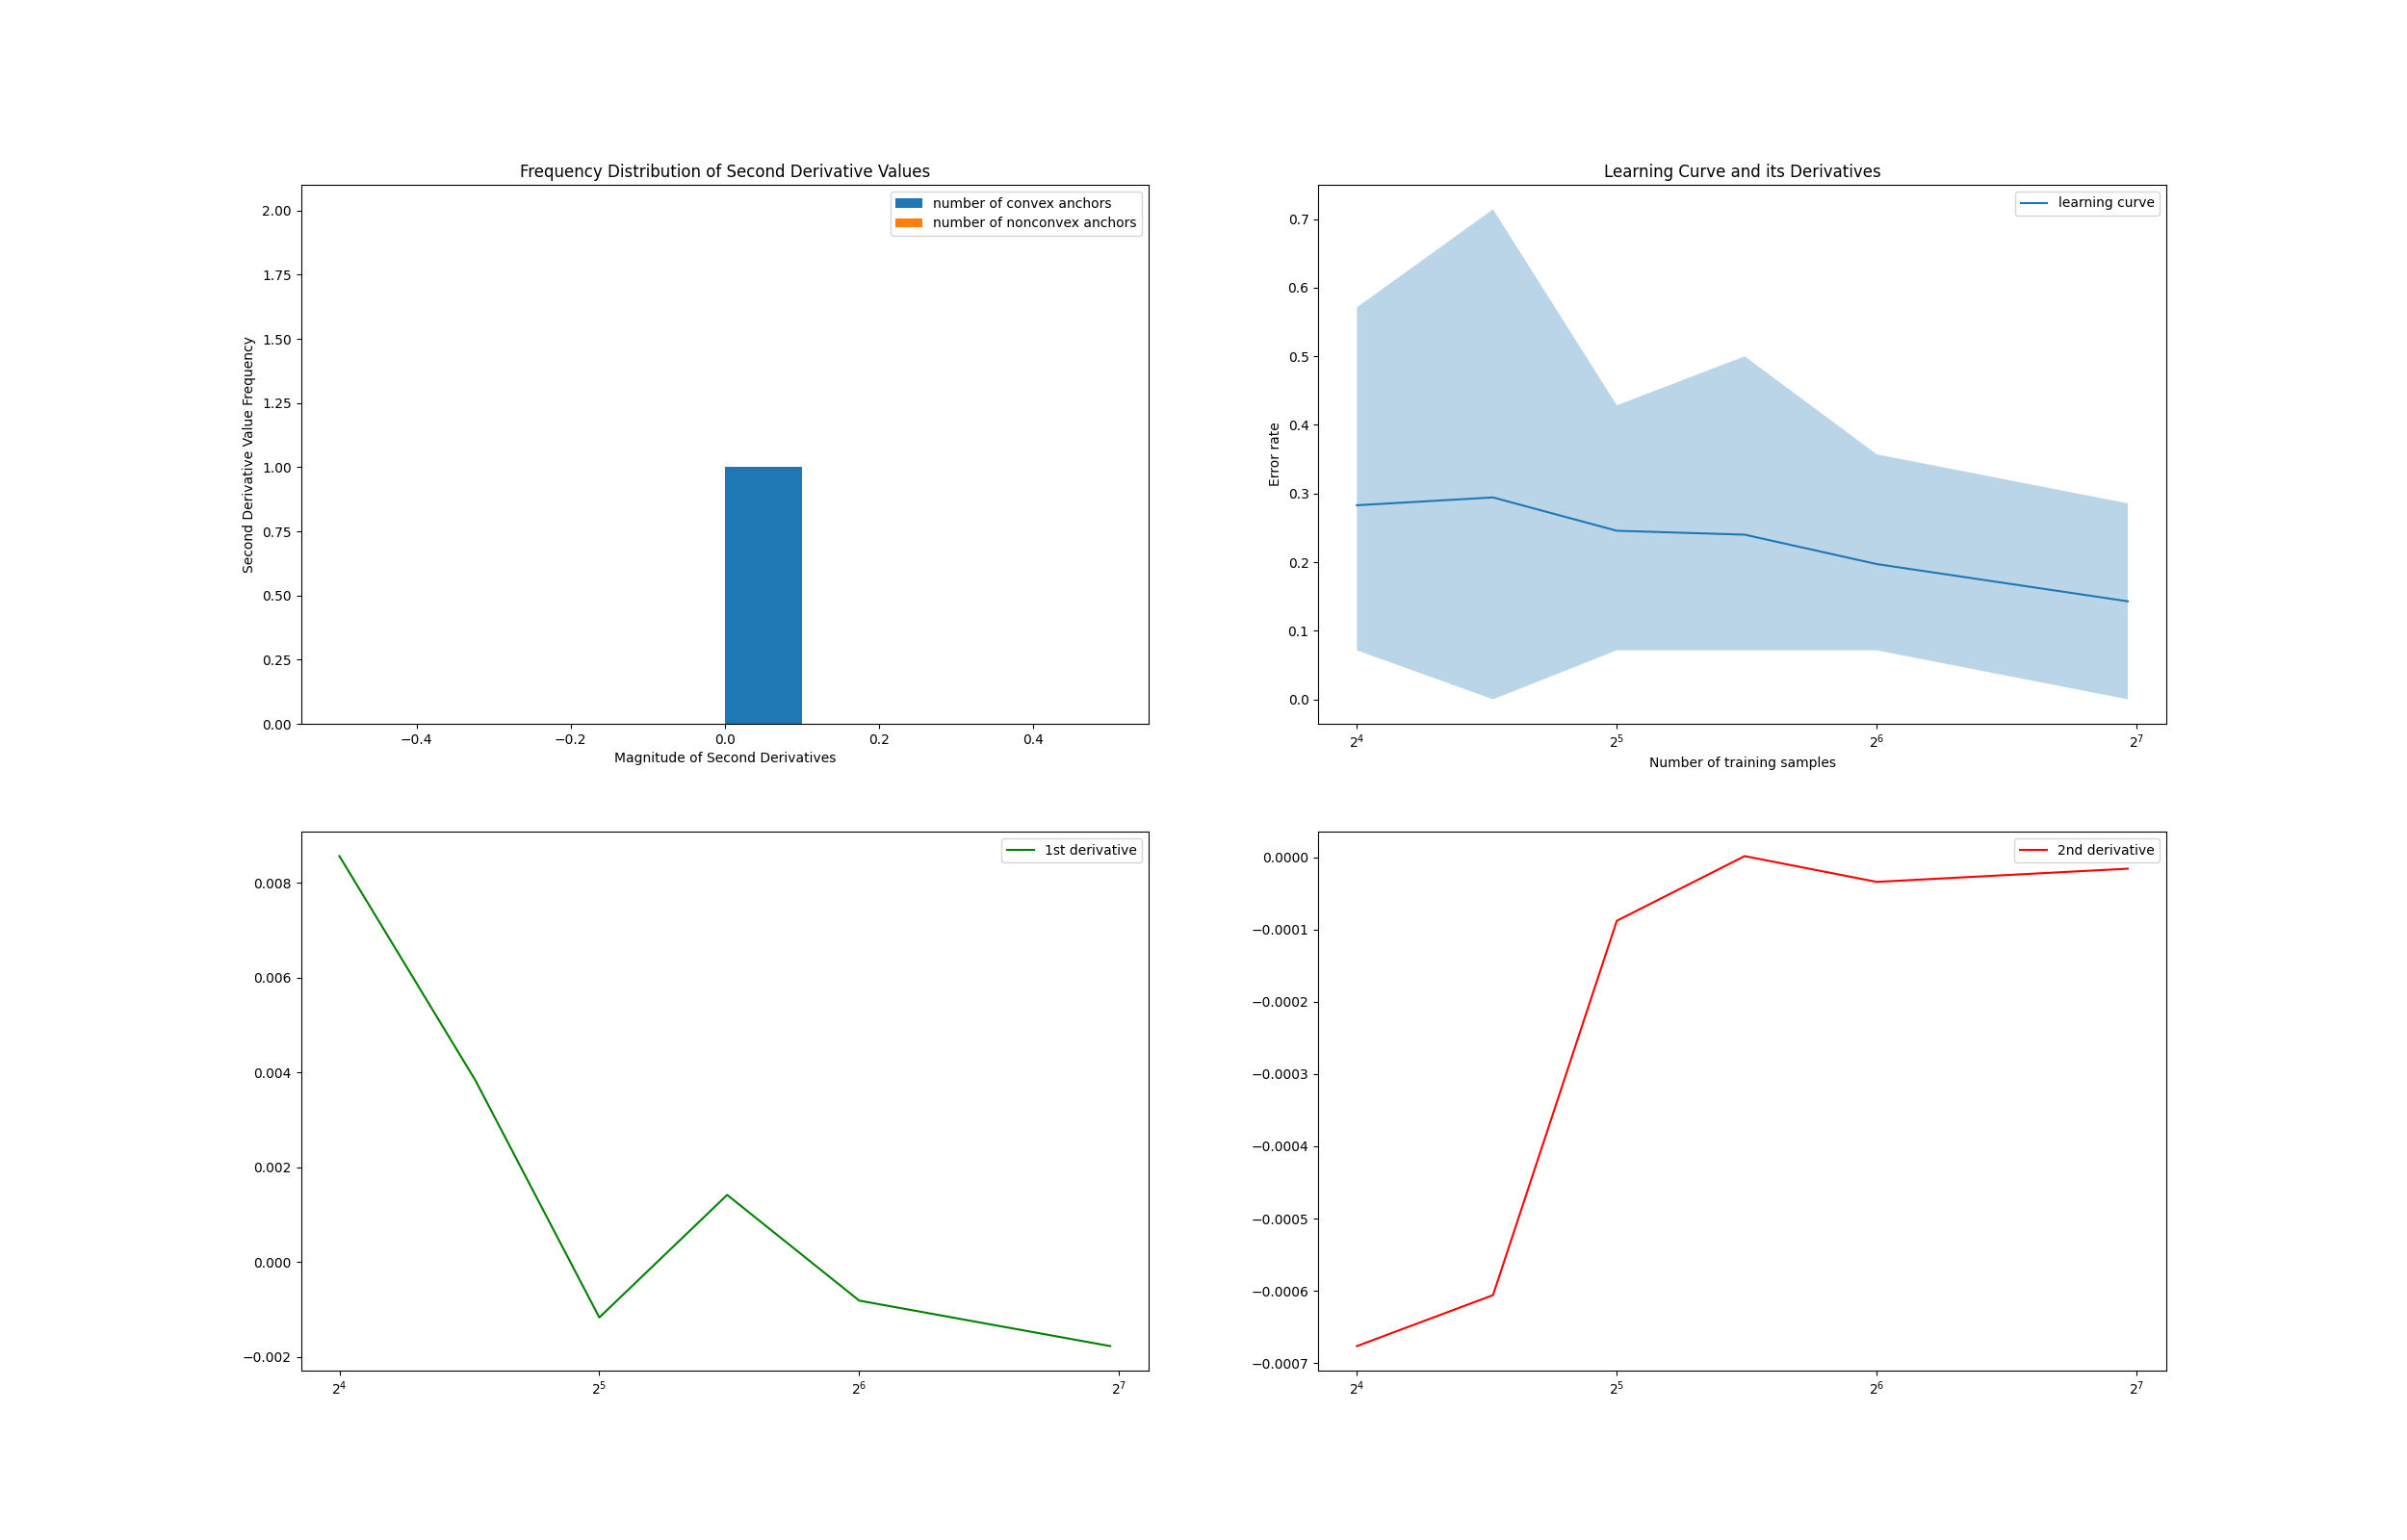 Frequency Distribution of Second Derivative Values
number of convex anchors
number of nonconvex anchors
2.00
1.75
1.50
1.25
1.00
0.75
0.50
0.25
0.00
Second Derivative Value Frequency
−0.4 −0.2 0.0 0.2 0.4
Magnitude of Second Derivatives
Learning Curve and its Derivatives
learning curve
0.7
0.6
0.5
0.4
0.3
0.2
0.1
0.0
Error rate
2⁴ 2⁵ 2⁶ 2⁷
Number of training samples
1st derivative
0.008
0.006
0.004
0.002
0.000
−0.002
2⁴ 2⁵ 2⁶ 2⁷
2nd derivative
0.0000
−0.0001
−0.0002
−0.0003
−0.0004
−0.0005
−0.0006
−0.0007
2⁴ 2⁵ 2⁶ 2⁷